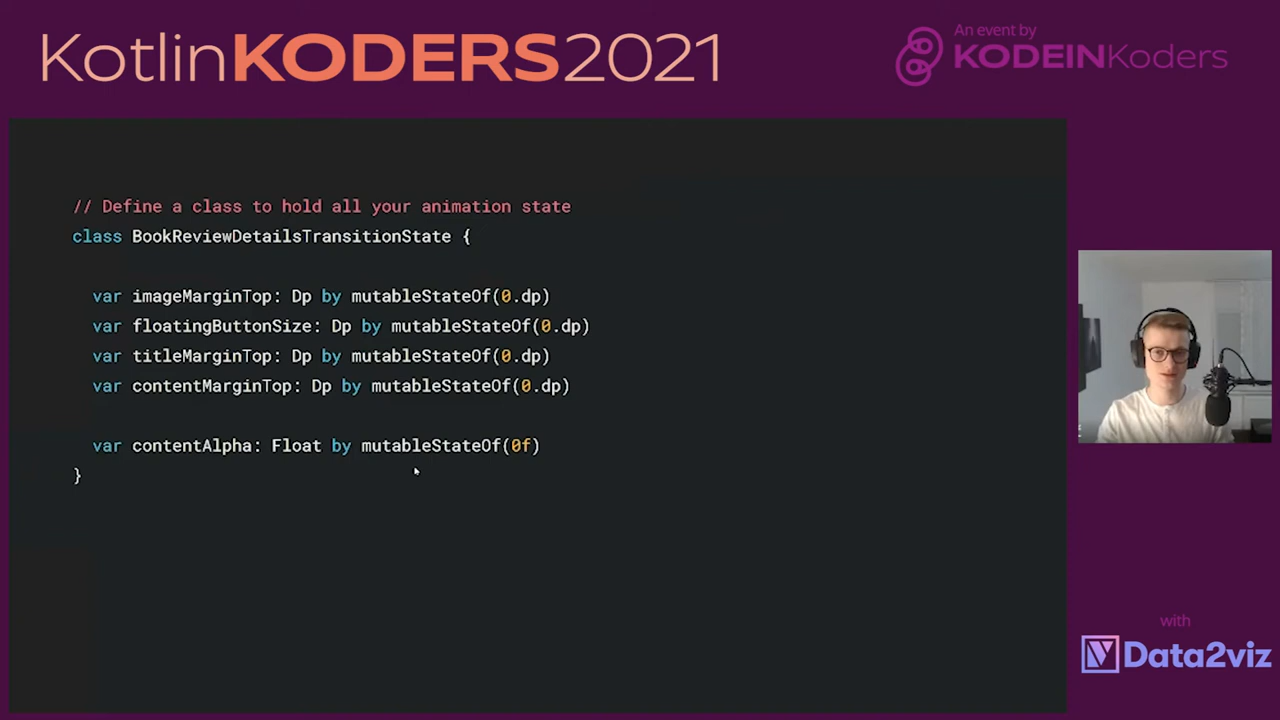 KotlinKODERS2021
An event by
KODEINKoders
// Define a class to hold all your animation state
class BookReviewDetailsTransitionState {
var imageMarginTop: Dp by mutableStateOf(0.dp)
var floatingButtonSize: Dp by mutableStateOf(0.dp)
var titleMarginTop: Dp by mutableStateOf(0.dp)
var contentMarginTop: Dp by mutableStateOf(0.dp)
var contentAlpha: Float by mutableStateOf(0f)
}
with
Data2viz